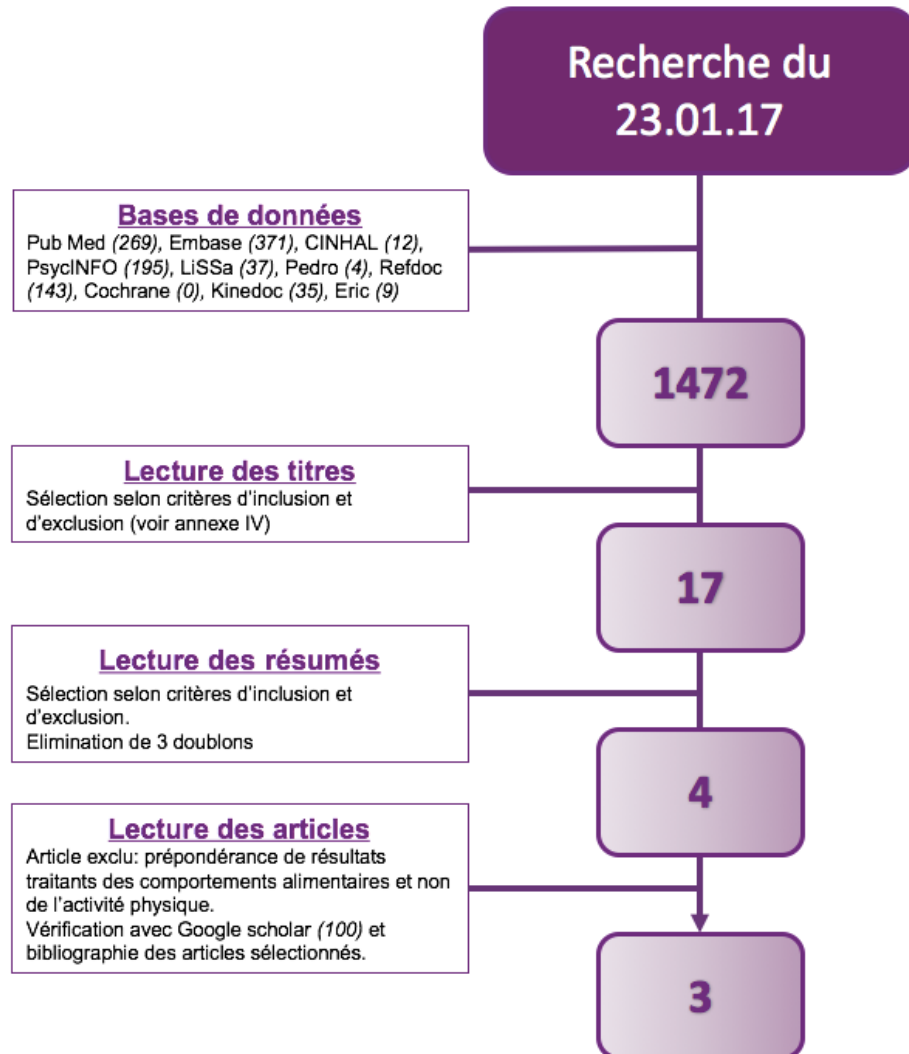 Recherche du
23.01.17
Bases de données
Pub Med (269), Embase (371), CINHAL (12),
PsycINFO (195), LiSSa (37), Pedro (4), Refdoc
(143), Cochrane (0), Kinedoc (35), Eric (9)
1472
Lecture des titres
Sélection selon critères d’inclusion et
d’exclusion (voir annexe IV)
17
Lecture des résumés
Sélection selon critères d’inclusion et
d’exclusion.
Elimination de 3 doublons
4
Lecture des articles
Article exclu: prépondérance de résultats
traitants des comportements alimentaires et non
de l’activité physique.
Vérification avec Google scholar (100) et
bibliographie des articles sélectionnés.
3